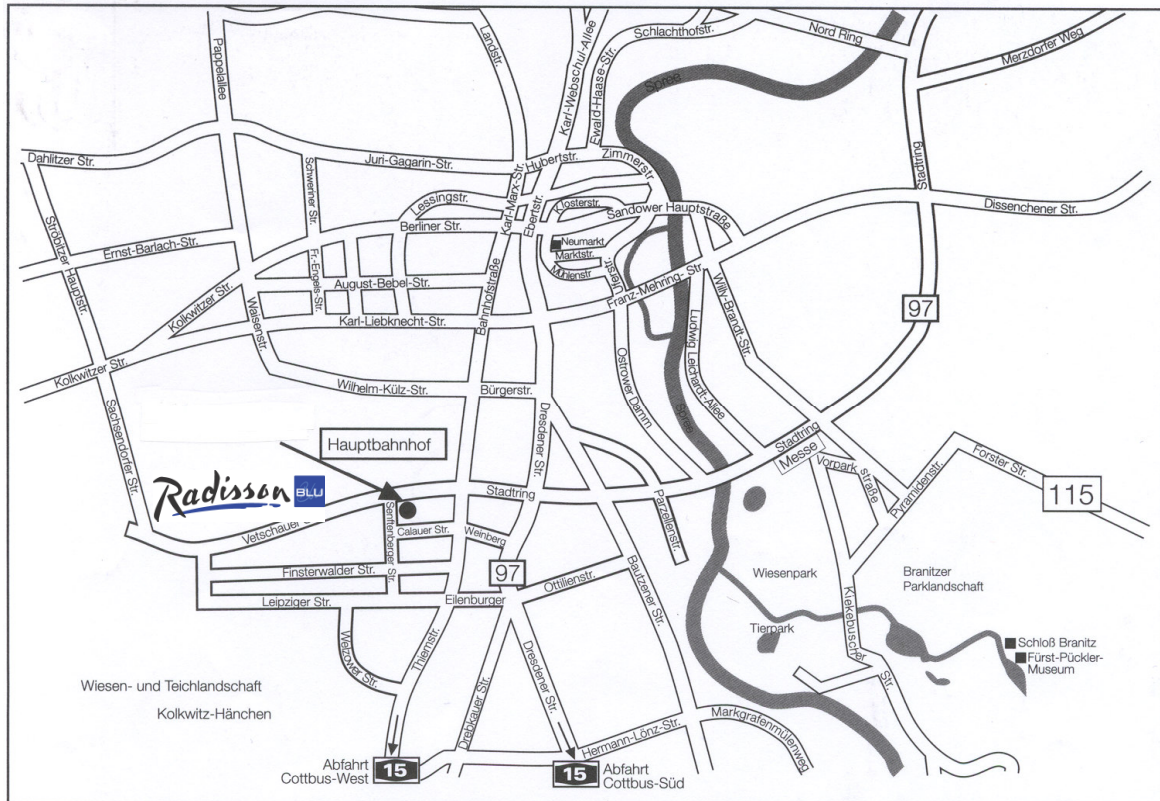 Schlachthofstr.
Nord Ring
Merzdorfer Weg
Pappelallee
Landstr.
Karl-Webschul-Allee
Ewald-Haase-Str.
Spree
Stadtring
Dahlitzer Str.
Juri-Gagarin-Str.
Hubertstr.
Zimmerstr
Schweriner Str.
Karl-Marx-Str.
Lessingstr.
Klosterstr.
Sandower Hauptstraße
Dissenchener Str.
Ströbitzer Hauptstr.
Ernst-Barlach-Str.
Berliner Str.
Ebertstr.
Neumarkt
Marktstr.
Mühlenstr
Uferstr.
Fr.-Engels-Str.
August-Bebel-Str.
Bahnhofstraße
Franz-Mehring-Str
Willy-Brandt-Str.
97
Kolkwitzer Str.
Waisenstr.
Karl-Liebknecht-Str.
Ludwig Leichardt-Allee
Kolkwitzer Str.
Wilhelm-Külz-Str.
Bürgerstr.
Ostrower Damm
Spree
Sachsendorfer Str.
Dresdener Str.
Hauptbahnhof
Stadtring
Messe
Vorpark
straße
Pyramidenstr.
Forster Str.
115
Radisson BLU
Stadtring
Parzellenstr.
Vetschauer
Senftenberger Str.
Calauer Str.
Weinberg
97
Finsterwalder Str.
Ottilienstr.
Bautzener Str.
Wiesenpark
Branitzer
Parklandschaft
Leipziger Str.
Eilenburger
Kiekebuscher
Str.
Tierpark
Schloß Branitz
Fürst-Pückler-
Museum
Welzower Str.
Thiemstr.
Drebkauer Str.
Dresdener Str.
Wiesen- und Teichlandschaft
Kolkwitz-Hänchen
Hermann-Lönz-Str.
Markgrafenmülenweg
Abfahrt
Cottbus-West
15
15
Abfahrt
Cottbus-Süd